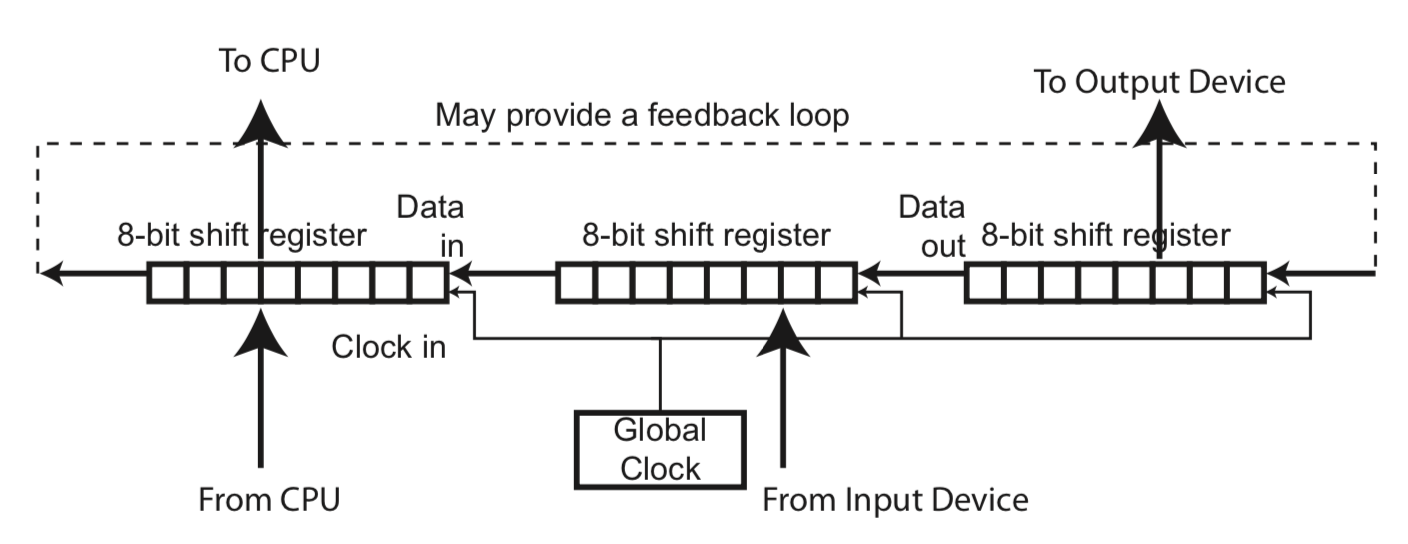 To CPU
To Output Device
May provide a feedback loop
Data
in
Data
out
8-bit shift register
8-bit shift register
8-bit shift register
Clock in
Global
Clock
From CPU
From Input Device